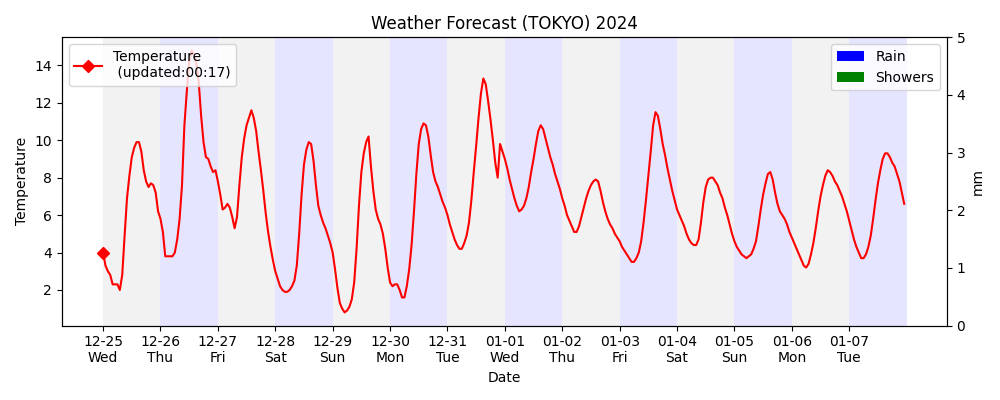 Weather Forecast (TOKYO) 2024
Temperature
(updated:00:17)
Rain
Showers
Temperature
14
12
10
8
6
4
2
5
4
3
2
1
0
mm
12-25 12-26 12-27 12-28 12-29 12-30 12-31 01-01 01-02 01-03 01-04 01-05 01-06 01-07
Wed Thu Fri Sat Sun Mon Tue Wed Thu Fri Sat Sun Mon Tue
Date